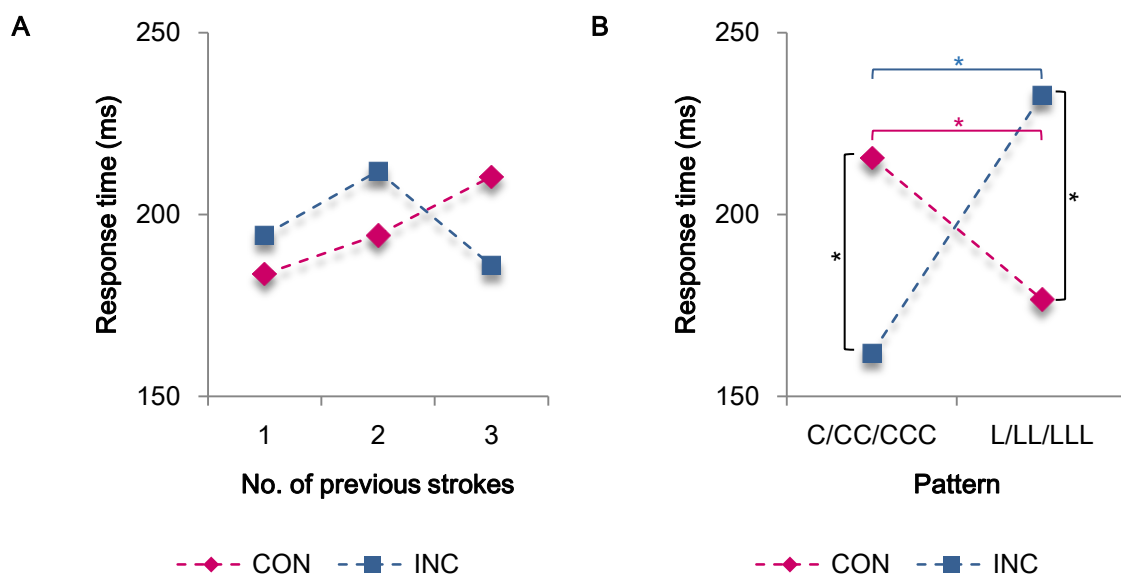 A
Response time (ms)
250
200
150
1 2 3
No. of previous strokes
CON INC
B
Response time (ms)
250
200
150
*
*
*
*
C/CC/CCC L/LL/LLL
Pattern
CON INC